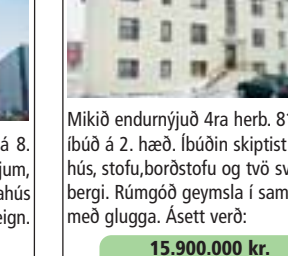 á 8.
jum,
ahús
eign.
Mikið endurnýjuð 4ra herb. 8
íbúð á 2. hæð. Íbúðin skiptist
hús, stofu,borðstofu og tvö sv
bergi. Rúmgóð geymsla í sam
með glugga. Ásett verð:
15.900.000 kr.